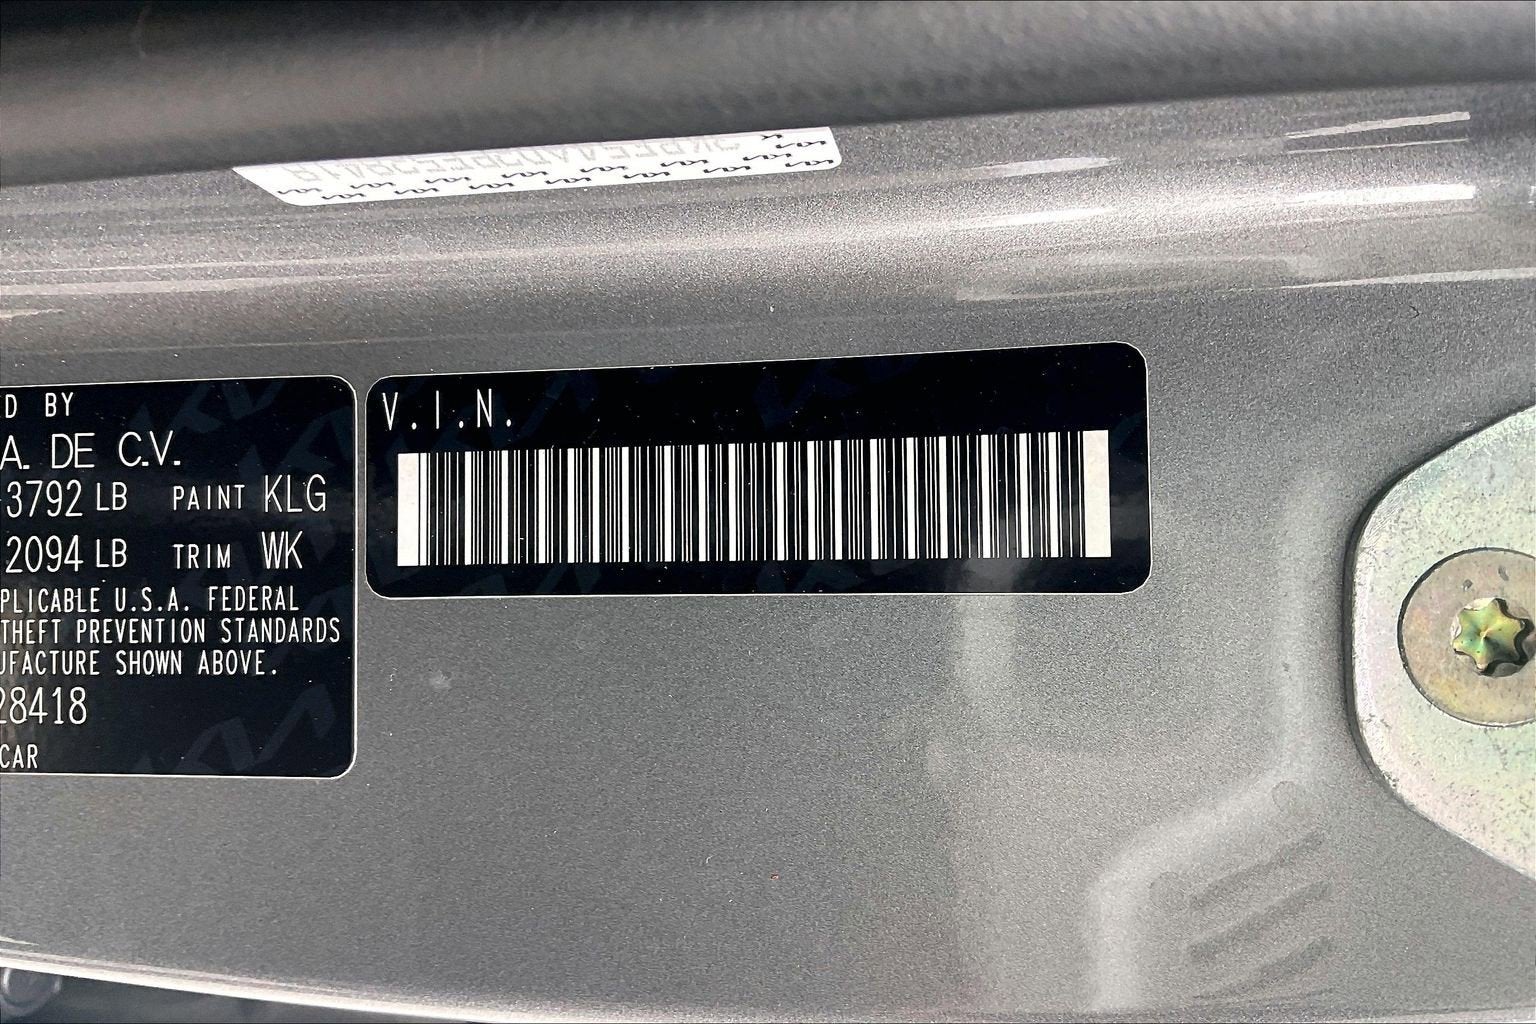 ED BY
A. DE C.V.
3792 LB PAINT KLG
2094 LB TRIM WK
PLICABLE U.S.A. FEDERAL
THEFT PREVENTION STANDARDS
UFACTURE SHOWN ABOVE.
28418
CAR
V.I.N.